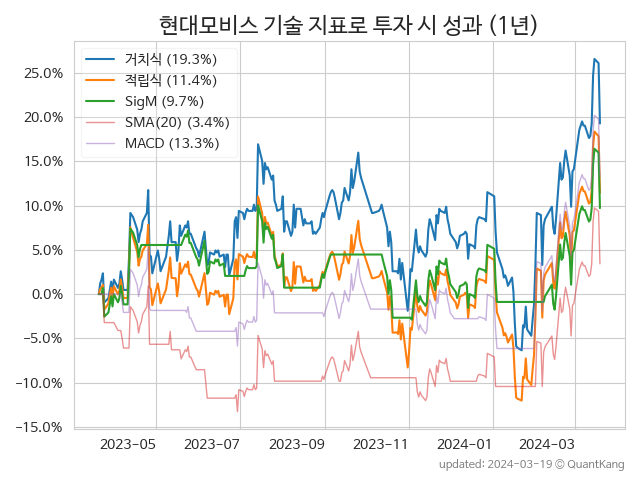 현대모비스 기술 지표로 투자 시 성과 (1년)
거치식 (19.3%)
적립식 (11.4%)
SigM (9.7%)
SMA(20) (3.4%)
MACD (13.3%)
25.0%
20.0%
15.0%
10.0%
5.0%
0.0%
−5.0%
−10.0%
−15.0%
2023-05 2023-07 2023-09 2023-11 2024-01 2024-03
updated: 2024-03-19 © QuantKang